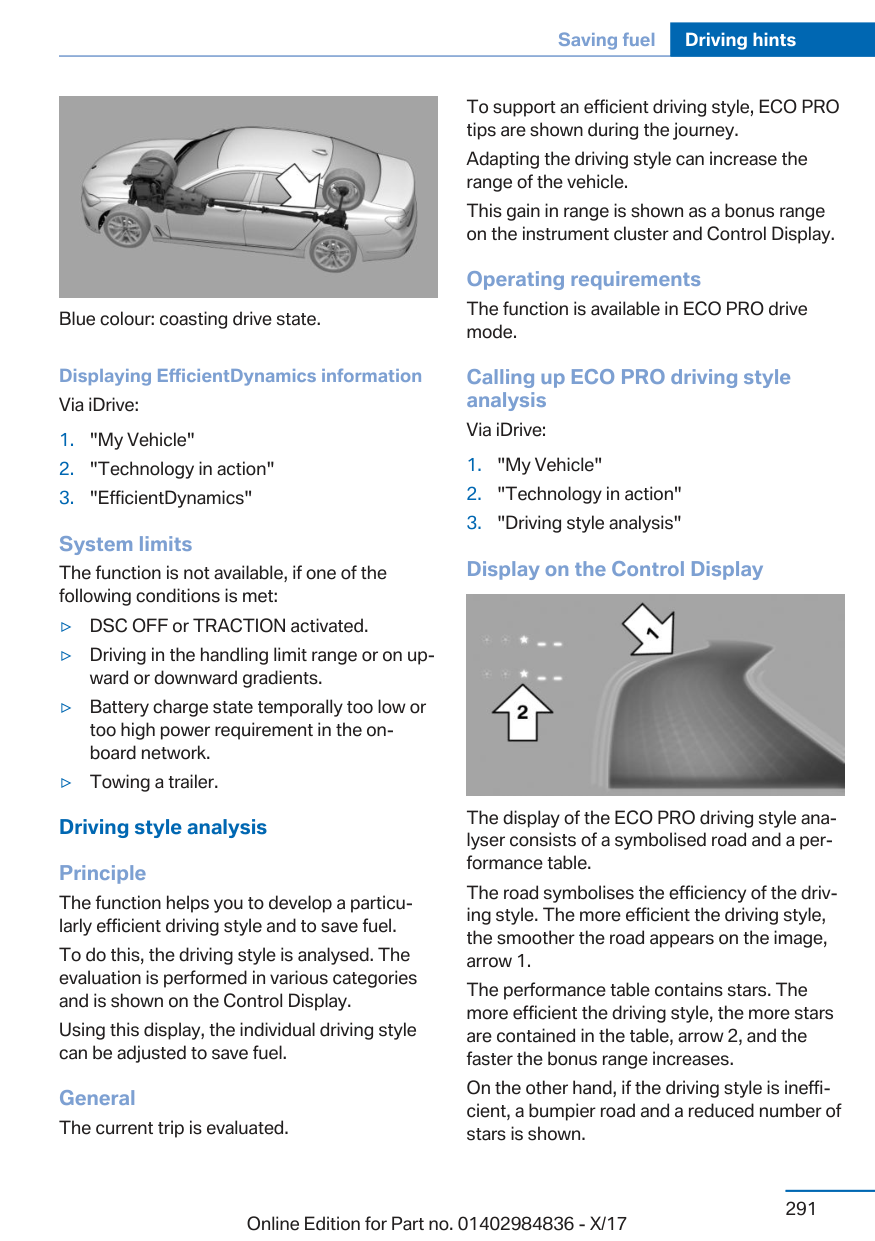 Saving fuel
Driving hints
Blue colour: coasting drive state.
Displaying EfficientDynamics information
Via iDrive:
1. "My Vehicle"
2. "Technology in action"
3. "EfficientDynamics"
System limits
The function is not available, if one of the
following conditions is met:
▷ DSC OFF or TRACTION activated.
▷ Driving in the handling limit range or on up-
ward or downward gradients.
▷ Battery charge state temporally too low or
too high power requirement in the on-
board network.
▷ Towing a trailer.
Driving style analysis
Principle
The function helps you to develop a particu-
larly efficient driving style and to save fuel.
To do this, the driving style is analysed. The
evaluation is performed in various categories
and is shown on the Control Display.
Using this display, the individual driving style
can be adjusted to save fuel.
General
The current trip is evaluated.
To support an efficient driving style, ECO PRO
tips are shown during the journey.
Adapting the driving style can increase the
range of the vehicle.
This gain in range is shown as a bonus range
on the instrument cluster and Control Display.
Operating requirements
The function is available in ECO PRO drive
mode.
Calling up ECO PRO driving style
analysis
Via iDrive:
1. "My Vehicle"
2. "Technology in action"
3. "Driving style analysis"
Display on the Control Display
1
2
The display of the ECO PRO driving style ana-
lyser consists of a symbolised road and a per-
formance table.
The road symbolises the efficiency of the driv-
ing style. The more efficient the driving style,
the smoother the road appears on the image,
arrow 1.
The performance table contains stars. The
more efficient the driving style, the more stars
are contained in the table, arrow 2, and the
faster the bonus range increases.
On the other hand, if the driving style is ineffi-
cient, a bumpier road and a reduced number of
stars is shown.
291
Online Edition for Part no. 01402984836 - X/17